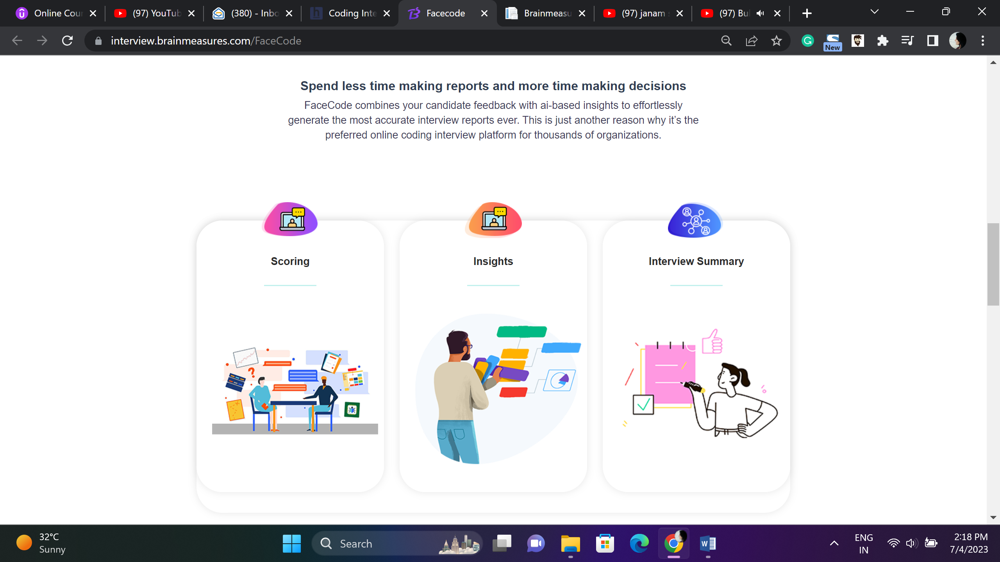 Online Cour
(97) YouTub
(380) - Inbo
Coding Inte
Facecode
Brainmeasu
(97) janam s
(97) Bul
interview.brainmeasures.com/FaceCode
New
Spend less time making reports and more time making decisions
FaceCode combines your candidate feedback with ai-based insights to effortlessly
generate the most accurate interview reports ever. This is just another reason why it’s the
preferred online coding interview platform for thousands of organizations.
Scoring
Insights
Interview Summary
32°C
Sunny
Search
ENG
IN
2:18 PM
7/4/2023